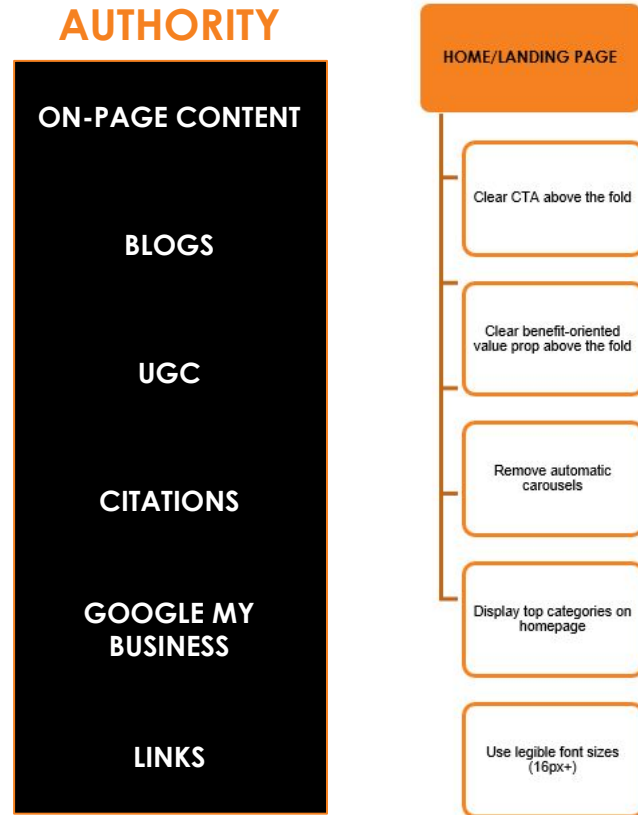 AUTHORITY
ON-PAGE CONTENT
BLOGS
UGC
CITATIONS
GOOGLE MY
BUSINESS
LINKS
HOME/LANDING PAGE
Clear CTA above the fold
Clear benefit-oriented
value prop above the fold
Remove automatic
carousels
Display top categories on
homepage
Use legible font sizes
(16px+)